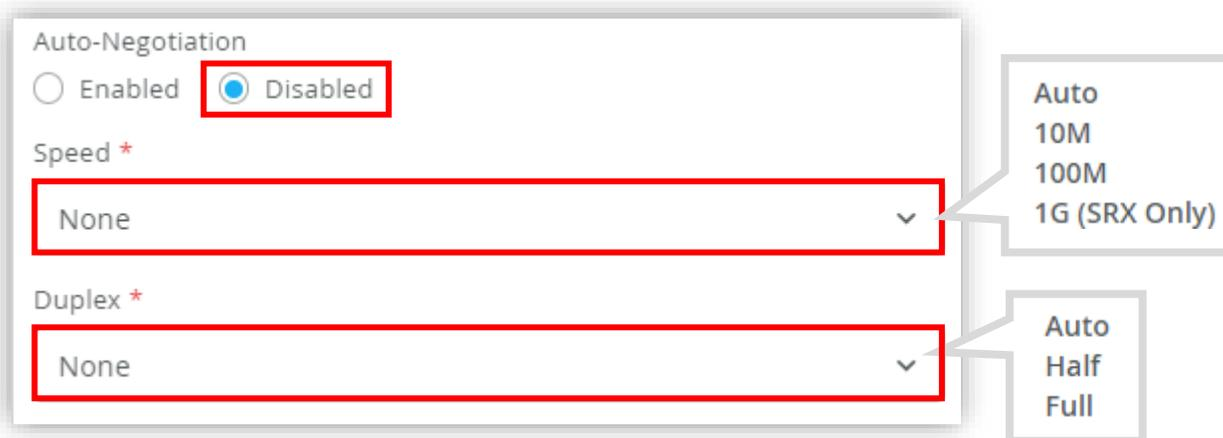 Auto-Negotiation
Enabled Disabled
Speed *
None
Duplex *
None
Auto
10M
100M
1G (SRX Only)
Auto
Half
Full